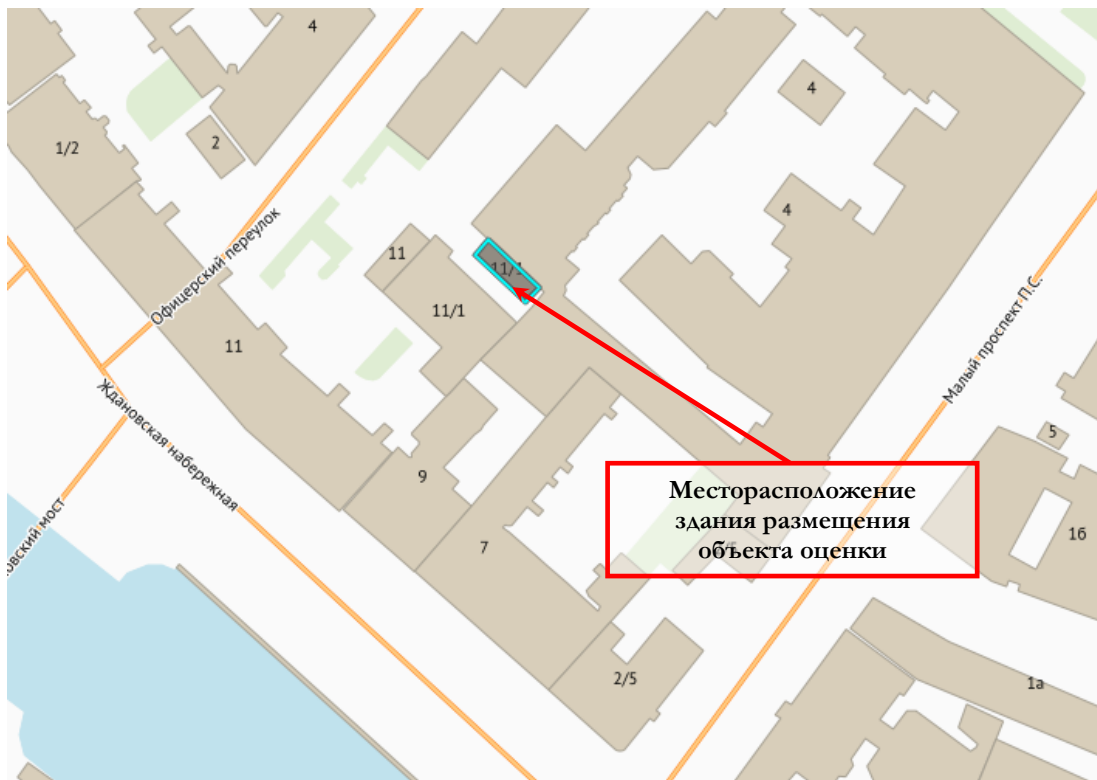 4
4
1/2
2
4
Офицерский переулок
11
11/1
11/1
11
Малый проспект П.С.
Ждановская набережная
5
9
7
Месторасположение
здания размещения
объекта оценки
1б
2/5
1а